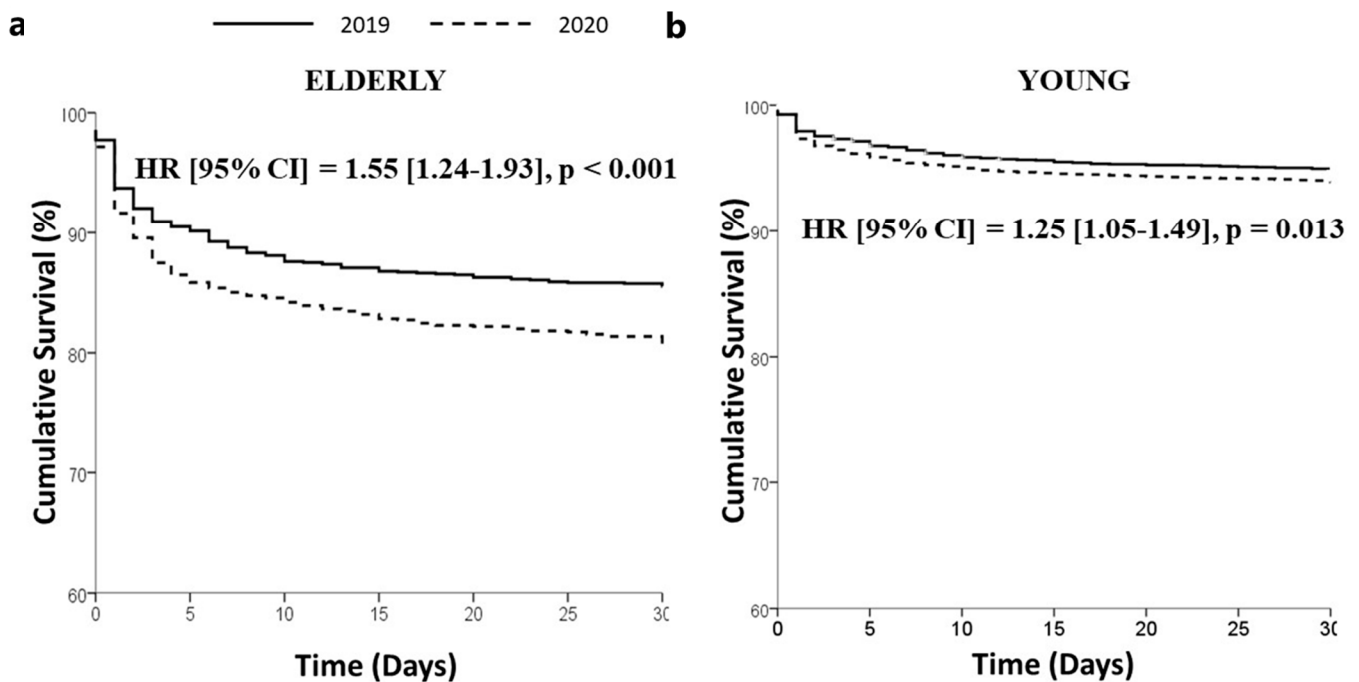 a
2019 2020
ELDERLY
HR [95% CI] = 1.55 [1.24-1.93], p < 0.001
Cumulative Survival (%)
100
90
80
70
60
0 5 10 15 20 25 30
Time (Days)
b
YOUNG
HR [95% CI] = 1.25 [1.05-1.49], p = 0.013
Cumulative Survival (%)
100
90
80
70
60
0 5 10 15 20 25 30
Time (Days)